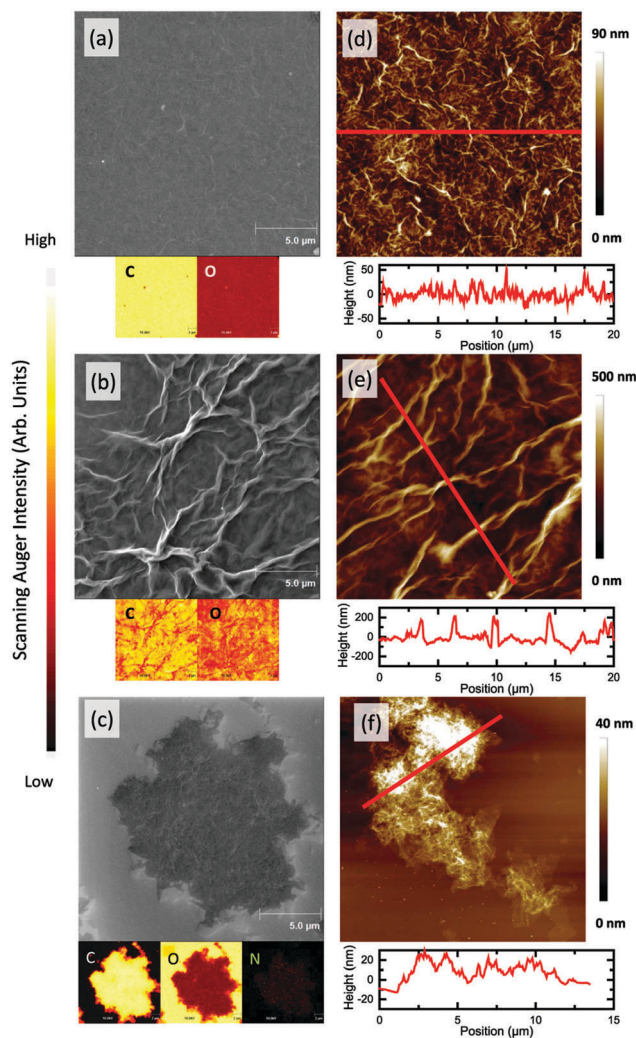 (a)
5.0 μm
C
O
(d)
90 nm
0 nm
Height (nm)
50
0
-50
0
5
10
15
20
Position (μm)
High
Scanning Auger Intensity (Arb. Units)
Low
(b)
5.0 μm
C
O
(e)
500 nm
0 nm
Height (nm)
200
0
-200
0
5
10
15
20
Position (μm)
(c)
5.0 μm
C
O
N
(f)
40 nm
0 nm
Height (nm)
20
0
-20
0
5
10
15
Position (μm)